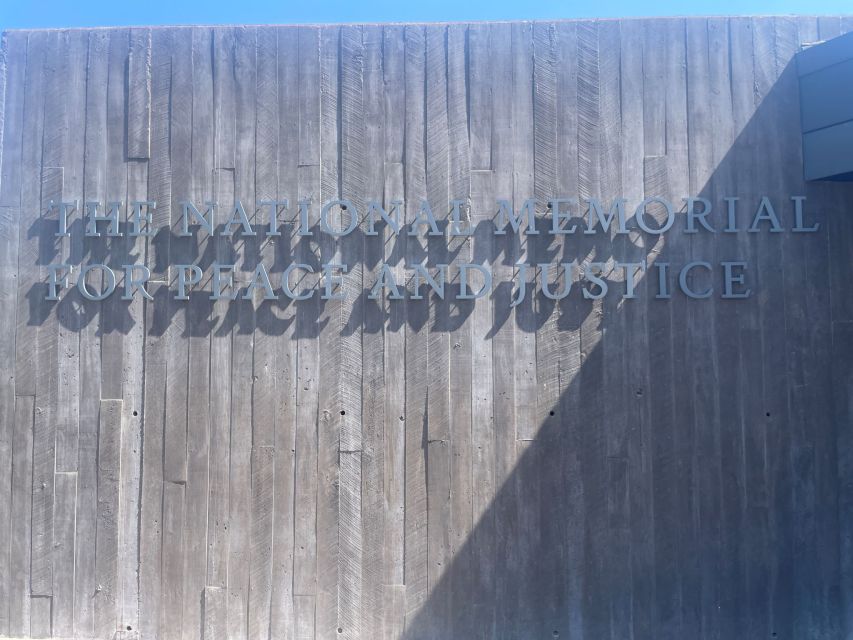 THE NATIONAL MEMORIAL
FOR PEACE AND JUSTICE